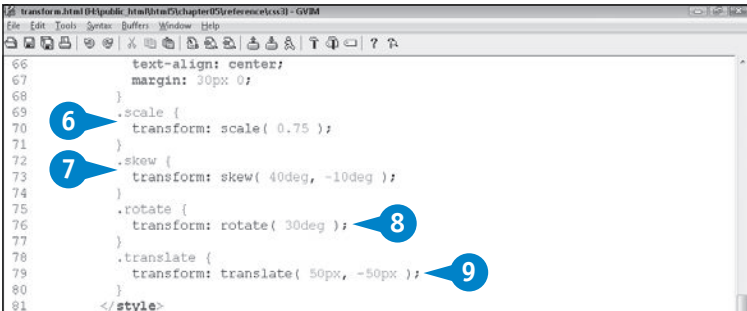 transform.html (H:\public_html\html5\chapter05\reference\css3) - GVIM
File Edit Tools Syntax Buffers Window Help
66 text-align: center;
67 margin: 30px 0;
68 }
69 .scale {
6
70 transform: scale( 0.75 );
71 }
72 .skew {
7
73 transform: skew( 40deg, -10deg );
74 }
75 .rotate {
76 transform: rotate( 30deg ); 8
77 }
78 .translate {
79 transform: translate( 50px, -50px ); 9
80 }
81 </style>